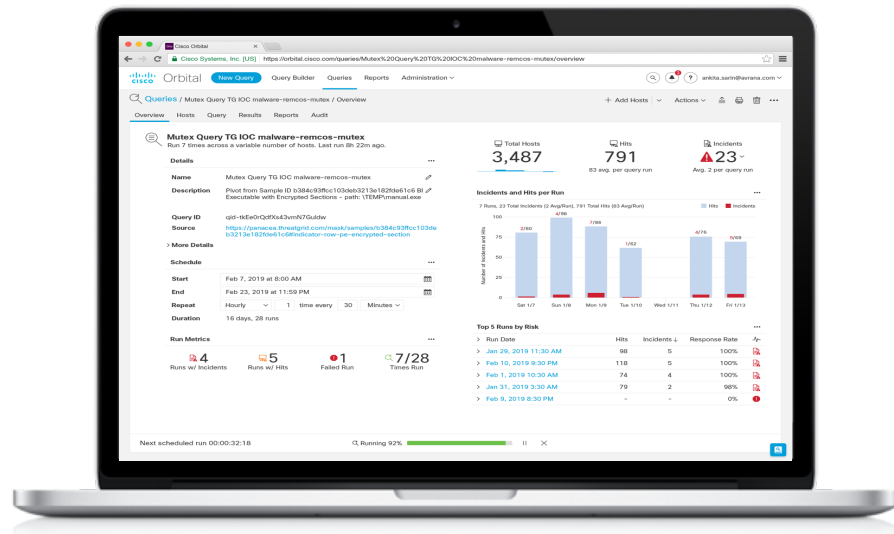 Cisco Orbital
Cisco Systems, Inc. [US] https://orbital.cisco.com/queries/Mutex%20Query%20TG%20IOC%20malware-remcos-mutex/overview
CISCO Orbital New Query Query Builder Queries Reports Administration ? ankita.sarin@avrana.com
Queries / Mutex Query TG IOC malware-remcos-mutex / Overview + Add Hosts Actions
Overview Hosts Query Results Reports Audit
Mutex Query TG IOC malware-remcos-mutex
Run 7 times across a variable number of hosts. Last run 8h 22m ago.
Details
Name Mutex Query TG IOC malware-remcos-mutex
Description Pivot from Sample ID b384c93ffcc103deb3213e182fde61c6 BI
Executable with Encrypted Sections - path: \TEMP\manual.exe
Query ID qid-tkEe0rQdfXs43vmN7Guldw
Source https://panacea.threatgrid.com/mask/samples/b384c93ffcc103de
b3213e182fde61c6#indicator-row-pe-encrypted-section
> More Details
Schedule
Start Feb 7, 2019 at 8:00 AM
End Feb 23, 2019 at 11:59 PM
Repeat Hourly 1 time every 30 Minutes
Duration 16 days, 28 runs
Run Metrics
4 5 1 7/28
Runs w/ Incidents Runs w/ Hits Failed Run Times Run
Total Hosts Hits Incidents
3,487 791 23
83 avg. per query run Avg. 2 per query run
Incidents and Hits per Run
7 Runs, 23 Total Incidents (2 Avg/Run), 791 Total Hits (83 Avg/Run) Hits Incidents
Number of Incidents and Hits
100
75
50
25
0
2/80 4/98 7/86 1/62 4/76 5/69
Sat 1/7 Sun 1/8 Mon 1/9 Tue 1/10 Wed 1/11 Thu 1/12 Fri 1/13
Top 5 Runs by Risk
> Run Date Hits Incidents ↓ Response Rate
> Jan 29, 2019 11:30 AM 98 5 100%
> Feb 10, 2019 9:30 PM 118 5 100%
> Feb 1, 2019 10:30 AM 74 4 100%
> Jan 31, 2019 3:30 AM 79 2 98%
> Feb 9, 2019 8:30 PM - - 0%
Next scheduled run 00:00:32:18 Running 92%